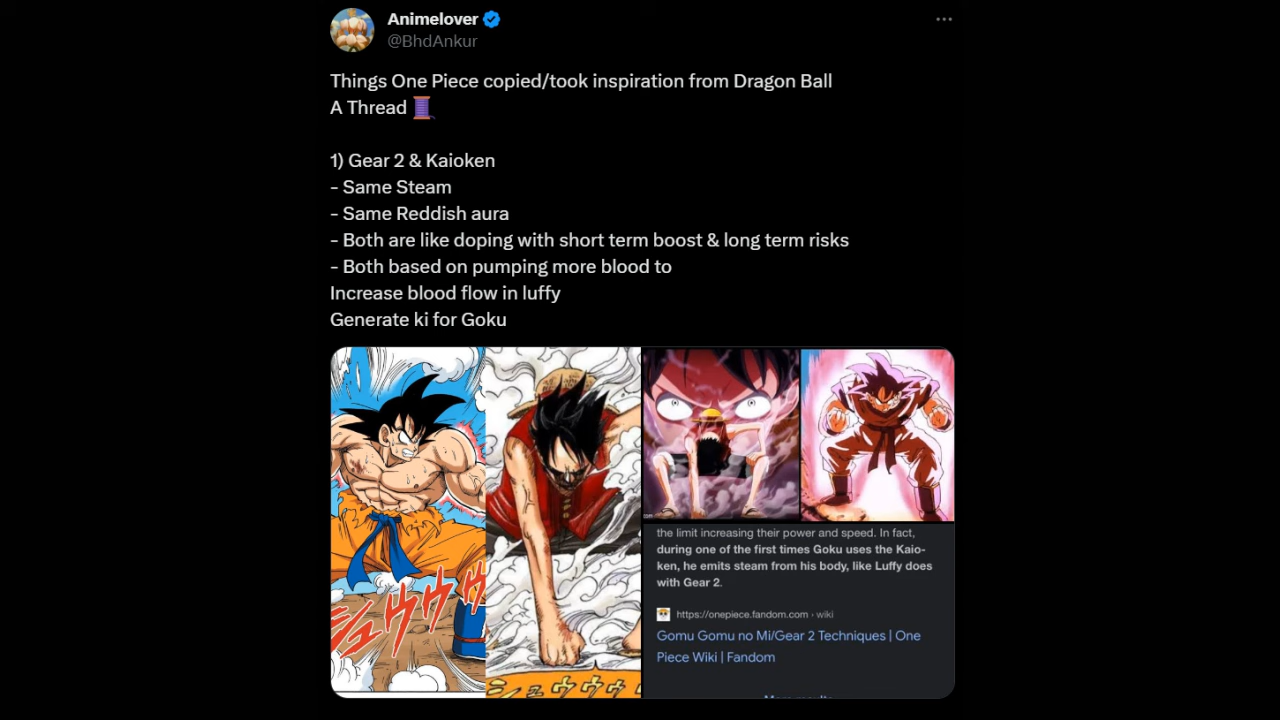 Animelover
@BhdAnkur
Things One Piece copied/took inspiration from Dragon Ball
A Thread 🧵
1) Gear 2 & Kaioken
- Same Steam
- Same Reddish aura
- Both are like doping with short term boost & long term risks
- Both based on pumping more blood to
Increase blood flow in luffy
Generate ki for Goku
the limit increasing their power and speed. In fact,
during one of the first times Goku uses the Kaio-
ken, he emits steam from his body, like Luffy does
with Gear 2.
https://onepiece.fandom.com › wiki
Gomu Gomu no Mi/Gear 2 Techniques | One
Piece Wiki | Fandom